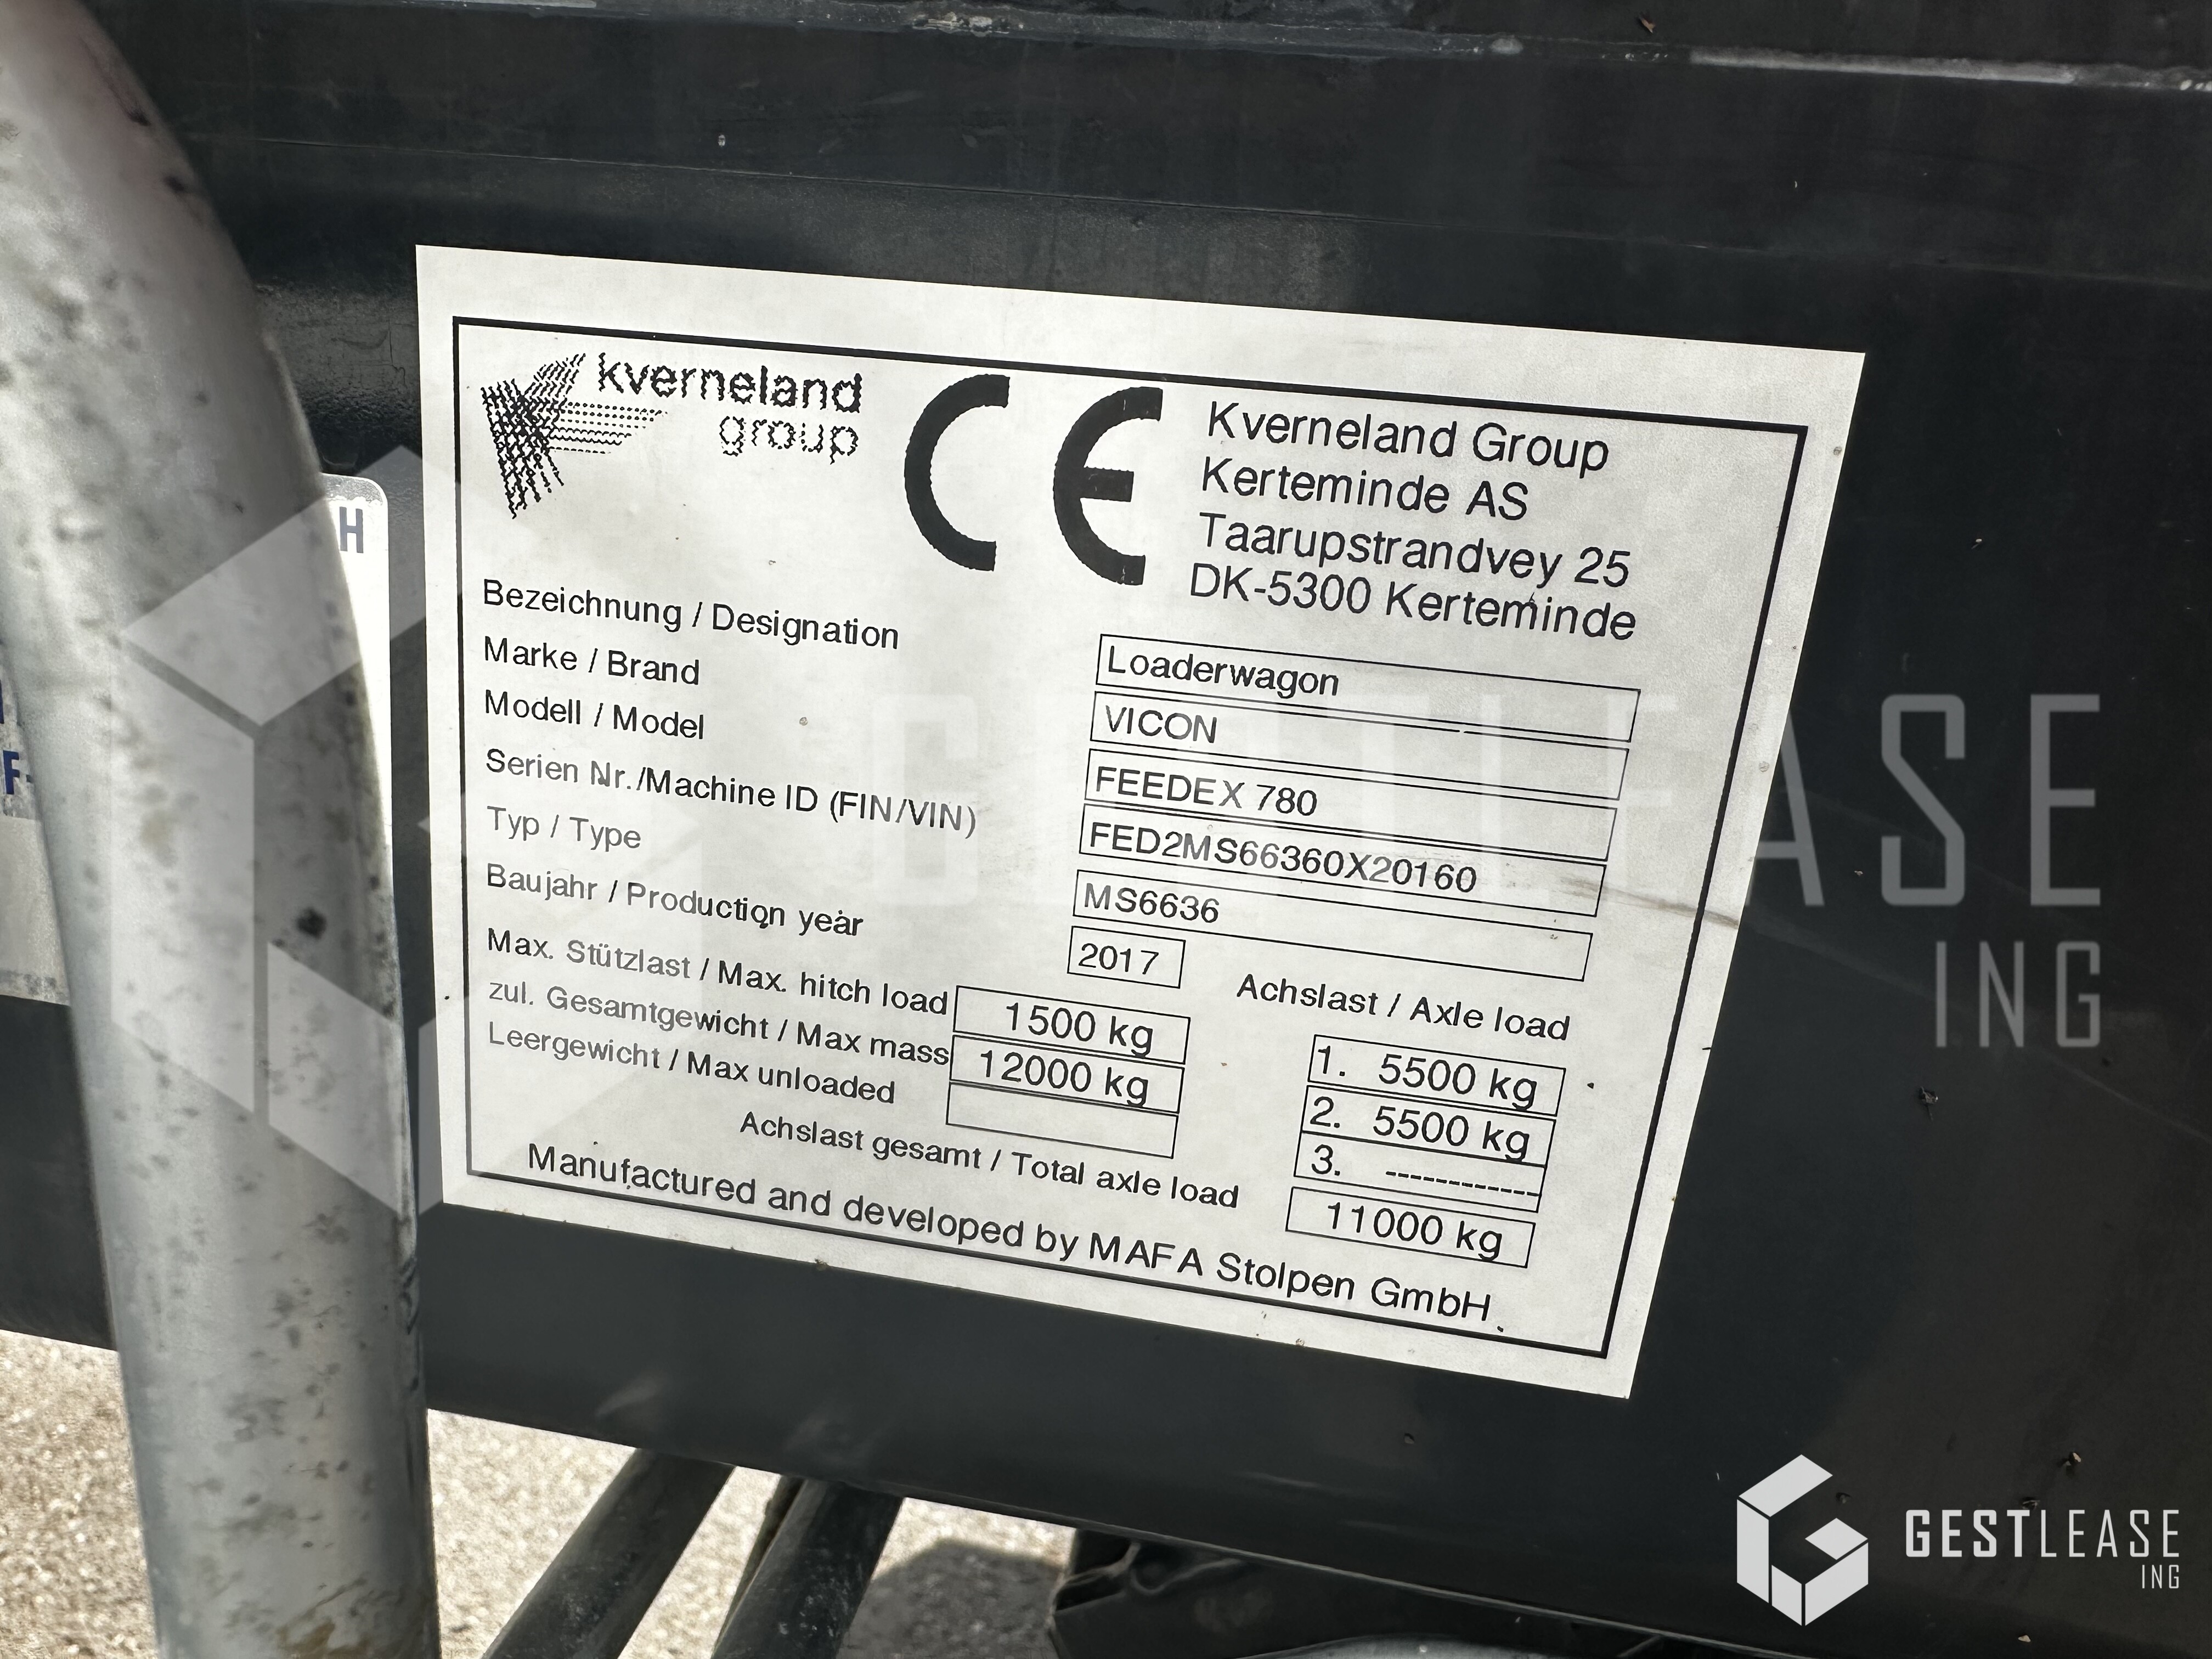 kverneland
group
CE
Kverneland Group
Kerteminde AS
Taarupstrandvey 25
DK-5300 Kerteminde
Bezeichnung / Designation
Loaderwagon
Marke / Brand
VICON
Modell / Model
FEEDEX 780
Serien Nr./Machine ID (FIN/VIN)
FED2MS66360X20160
Typ / Type
MS6636
Baujahr / Production year
2017
Max. Stützlast / Max. hitch load
1500 kg
zul. Gesamtgewicht / Max mass
12000 kg
Leergewicht / Max unloaded
Achslast / Axle load
1. 5500 kg
2. 5500 kg
3. ------------
Achslast gesamt / Total axle load
11000 kg
Manufactured and developed by MAFA Stolpen GmbH
H
F-
GESTLEASE
ING
GESTLEASE
ING